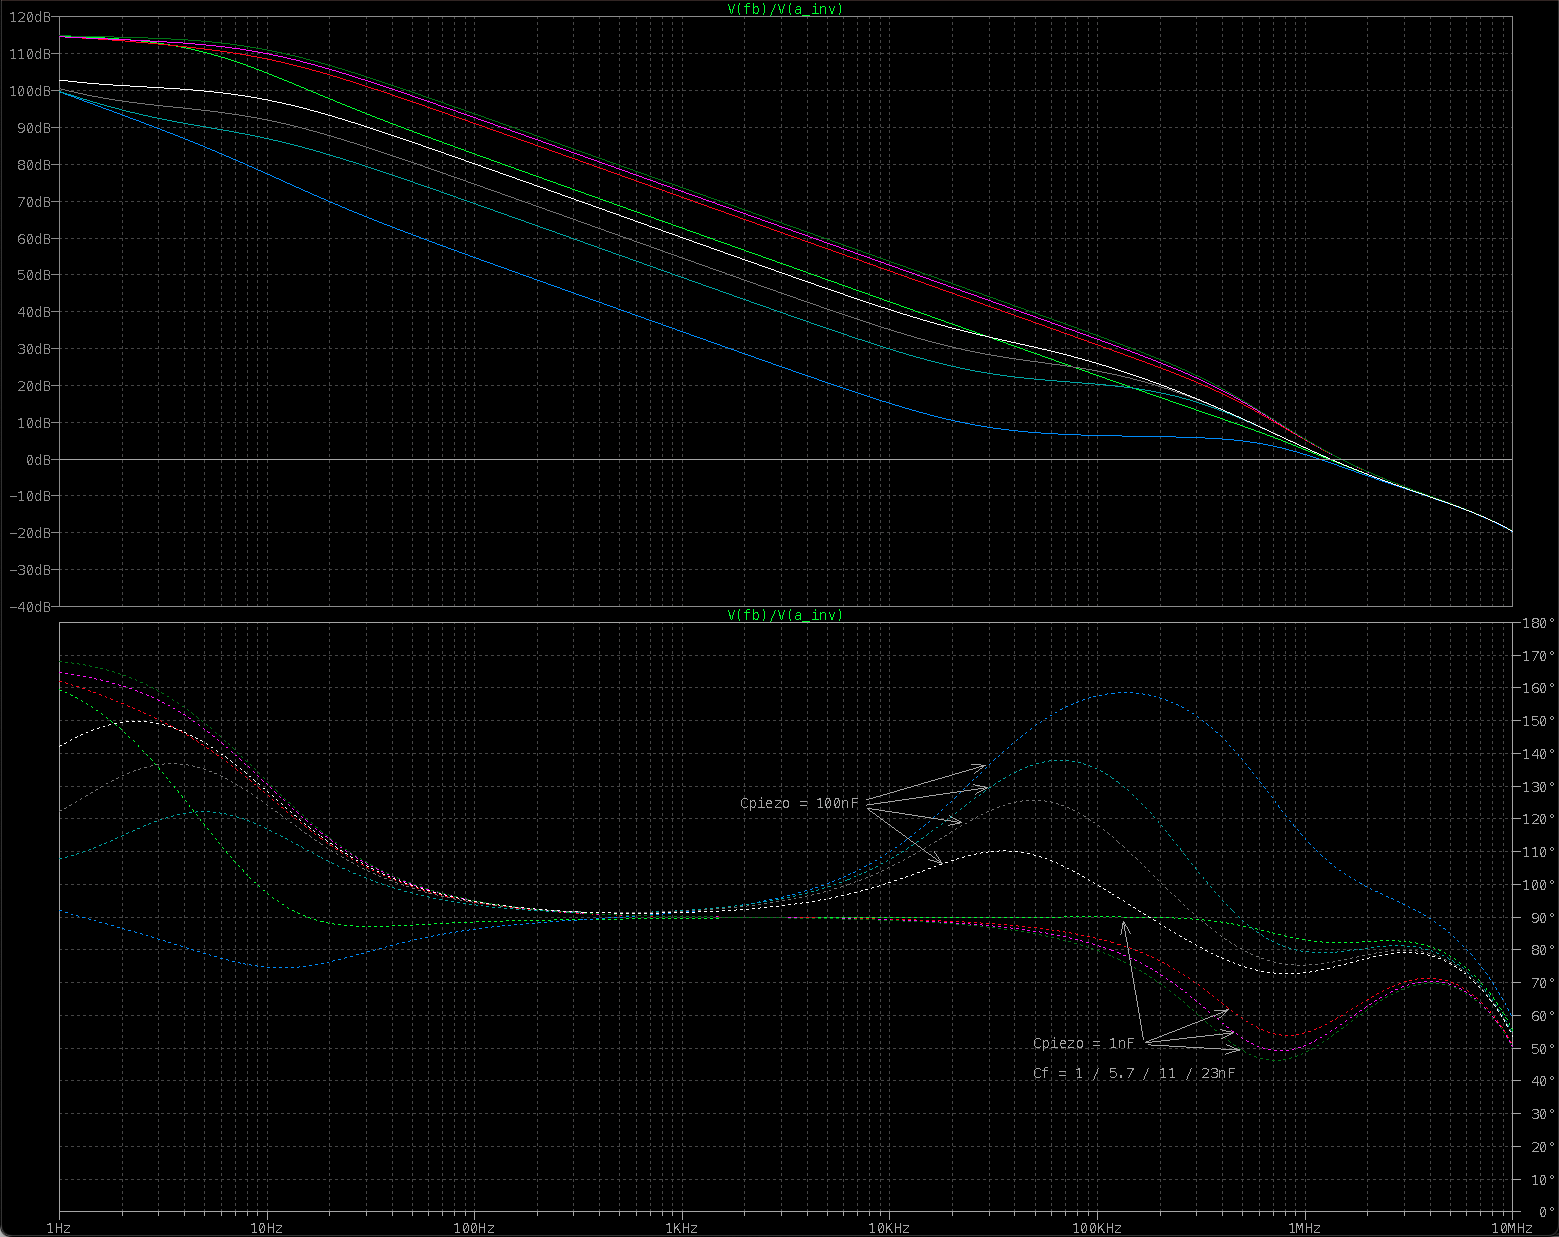 V(fb)/V(a_inv)
120dB
110dB
100dB
90dB
80dB
70dB
60dB
50dB
40dB
30dB
20dB
10dB
0dB
-10dB
-20dB
-30dB
-40dB
V(fb)/V(a_inv)
180°
170°
160°
150°
140°
130°
120°
110°
100°
90°
80°
70°
60°
50°
40°
30°
20°
10°
0°
Cpiezo = 100nF
Cpiezo = 1nF
Cf = 1 / 5.7 / 11 / 23nF
1Hz 10Hz 100Hz 1KHz 10KHz 100KHz 1MHz 10MHz